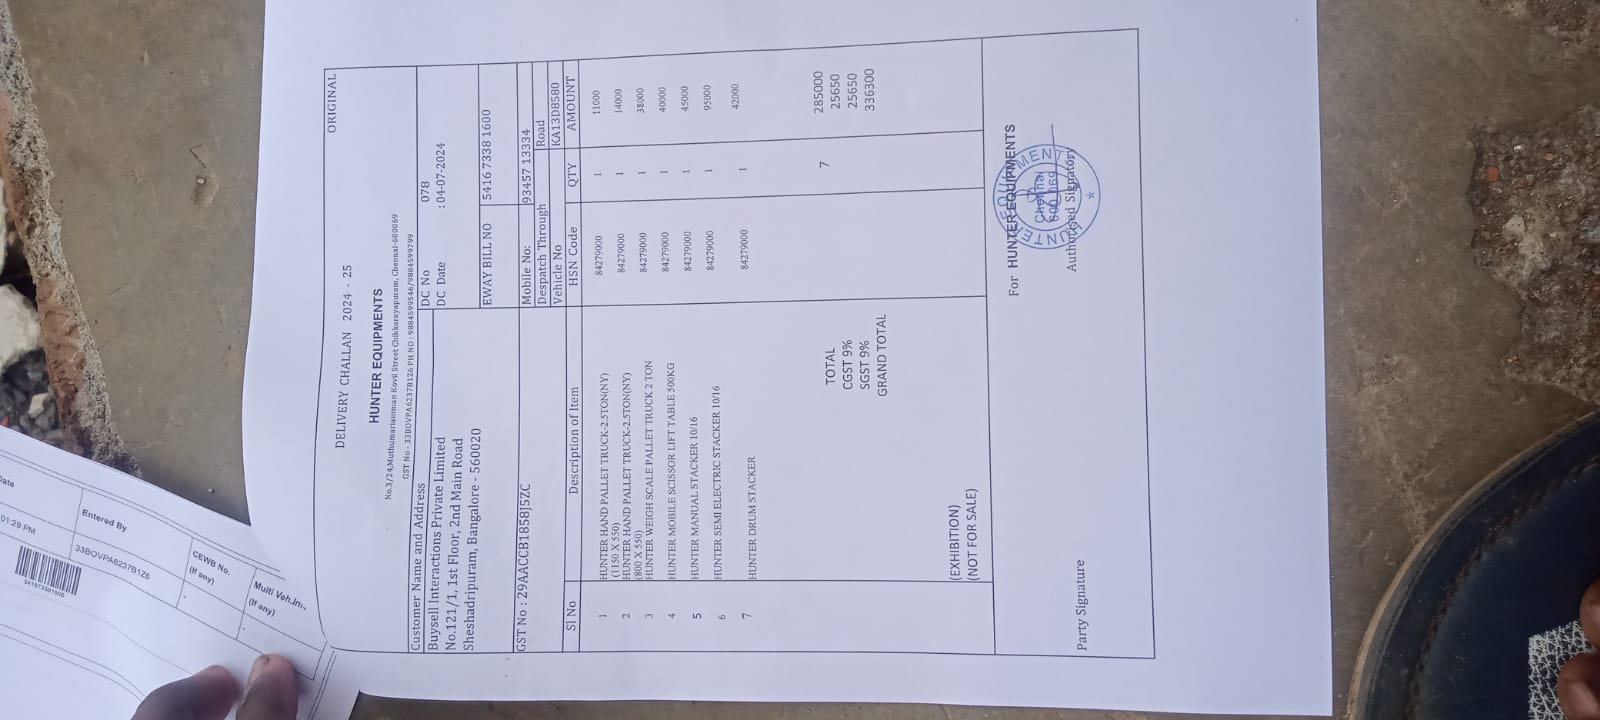 ORIGINAL
DELIVERY CHALLAN 2024 - 25
HUNTER EQUIPMENTS
No.3/24,Muthumariamman Kovil Street Chikkarayapuram, Chennai-600069
GST No - 33BOVPA6237B1Z6 PH NO : 9884599546/9884599799
Customer Name and Address
Buysell Interactions Private Limited
No.121/1, 1st Floor, 2nd Main Road
Sheshadripuram, Bangalore - 560020
DC No 078
DC Date : 04-07-2024
EWAY BILL NO 5416 7338 1600
GST No : 29AACCB1858J5ZC
Mobile No: 93457 13334
Despatch Through Road
Vehicle No KA13D8580
Sl No Description of Item HSN Code QTY AMOUNT
1 HUNTER HAND PALLET TRUCK-2.5TON(NY) 84279000 1 11000
(1150 X 550)
2 HUNTER HAND PALLET TRUCK-2.5TON(NY) 84279000 1 14000
(800 X 550)
3 HUNTER WEIGH SCALE PALLET TRUCK 2 TON 84279000 1 38000
4 HUNTER MOBILE SCISSOR LIFT TABLE 500KG 84279000 1 40000
5 HUNTER MANUAL STACKER 10/16 84279000 1 45000
6 HUNTER SEMI ELECTRIC STACKER 10/16 84279000 1 95000
7 HUNTER DRUM STACKER 84279000 1 42000
TOTAL 7 285000
CGST 9% 25650
SGST 9% 25650
GRAND TOTAL 336300
(EXHIBITION)
(NOT FOR SALE)
For HUNTER EQUIPMENTS
HUNTER EQUIPMENTS
Chennai
600 069
Party Signature
Authorised Signatory
Date
01:29 PM
Entered By
33BOVPA6237B1Z6
CEWB No.
(If any)
-
Multi Veh.
(If any)
-
541673381600